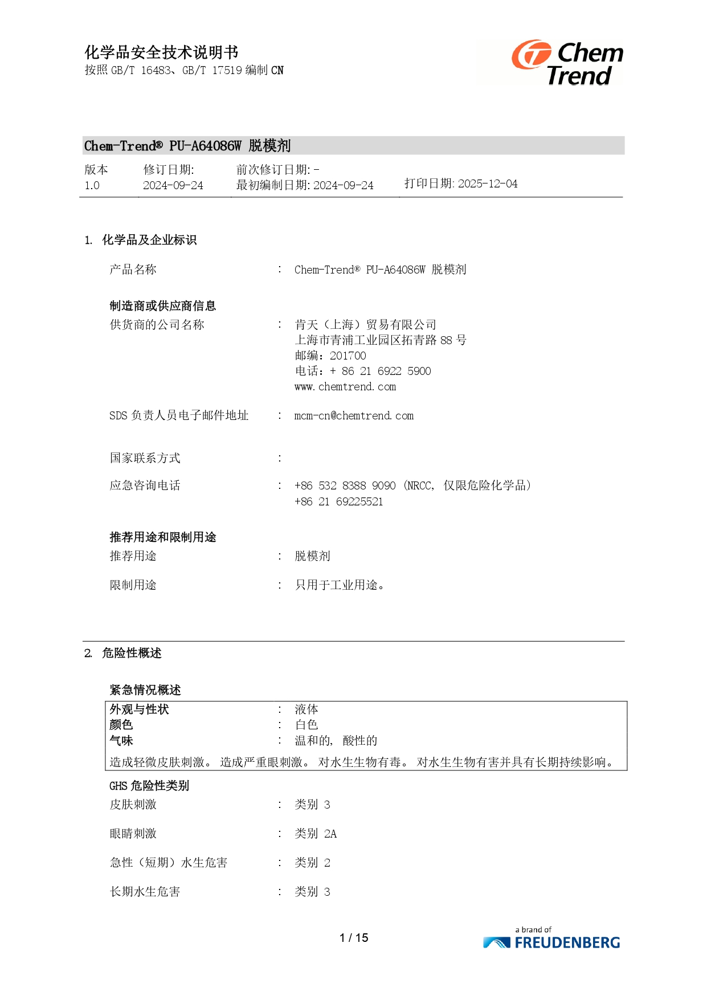 化学品安全技术说明书
按照 GB/T 16483、GB/T 17519 编制 CN
Chem
Trend
Chem-Trend® PU-A64086W 脱模剂
版本 修订日期: 前次修订日期: -
1.0 2024-09-24 最初编制日期: 2024-09-24 打印日期: 2025-12-04
1. 化学品及企业标识
产品名称 : Chem-Trend® PU-A64086W 脱模剂
制造商或供应商信息
供货商的公司名称 : 肯天（上海）贸易有限公司
上海市青浦工业园区拓青路 88 号
邮编：201700
电话：+ 86 21 6922 5900
www.chemtrend.com
SDS 负责人员电子邮件地址 : mcm-cn@chemtrend.com
国家联系方式 :
应急咨询电话 : +86 532 8388 9090 (NRCC, 仅限危险化学品)
+86 21 69225521
推荐用途和限制用途
推荐用途 : 脱模剂
限制用途 : 只用于工业用途。
2. 危险性概述
紧急情况概述
外观与性状 : 液体
颜色 : 白色
气味 : 温和的, 酸性的
造成轻微皮肤刺激。 造成严重眼刺激。 对水生生物有毒。 对水生生物有害并具有长期持续影响。
GHS 危险性类别
皮肤刺激 : 类别 3
眼睛刺激 : 类别 2A
急性（短期）水生危害 : 类别 2
长期水生危害 : 类别 3
1 / 15
a brand of
FREUDENBERG